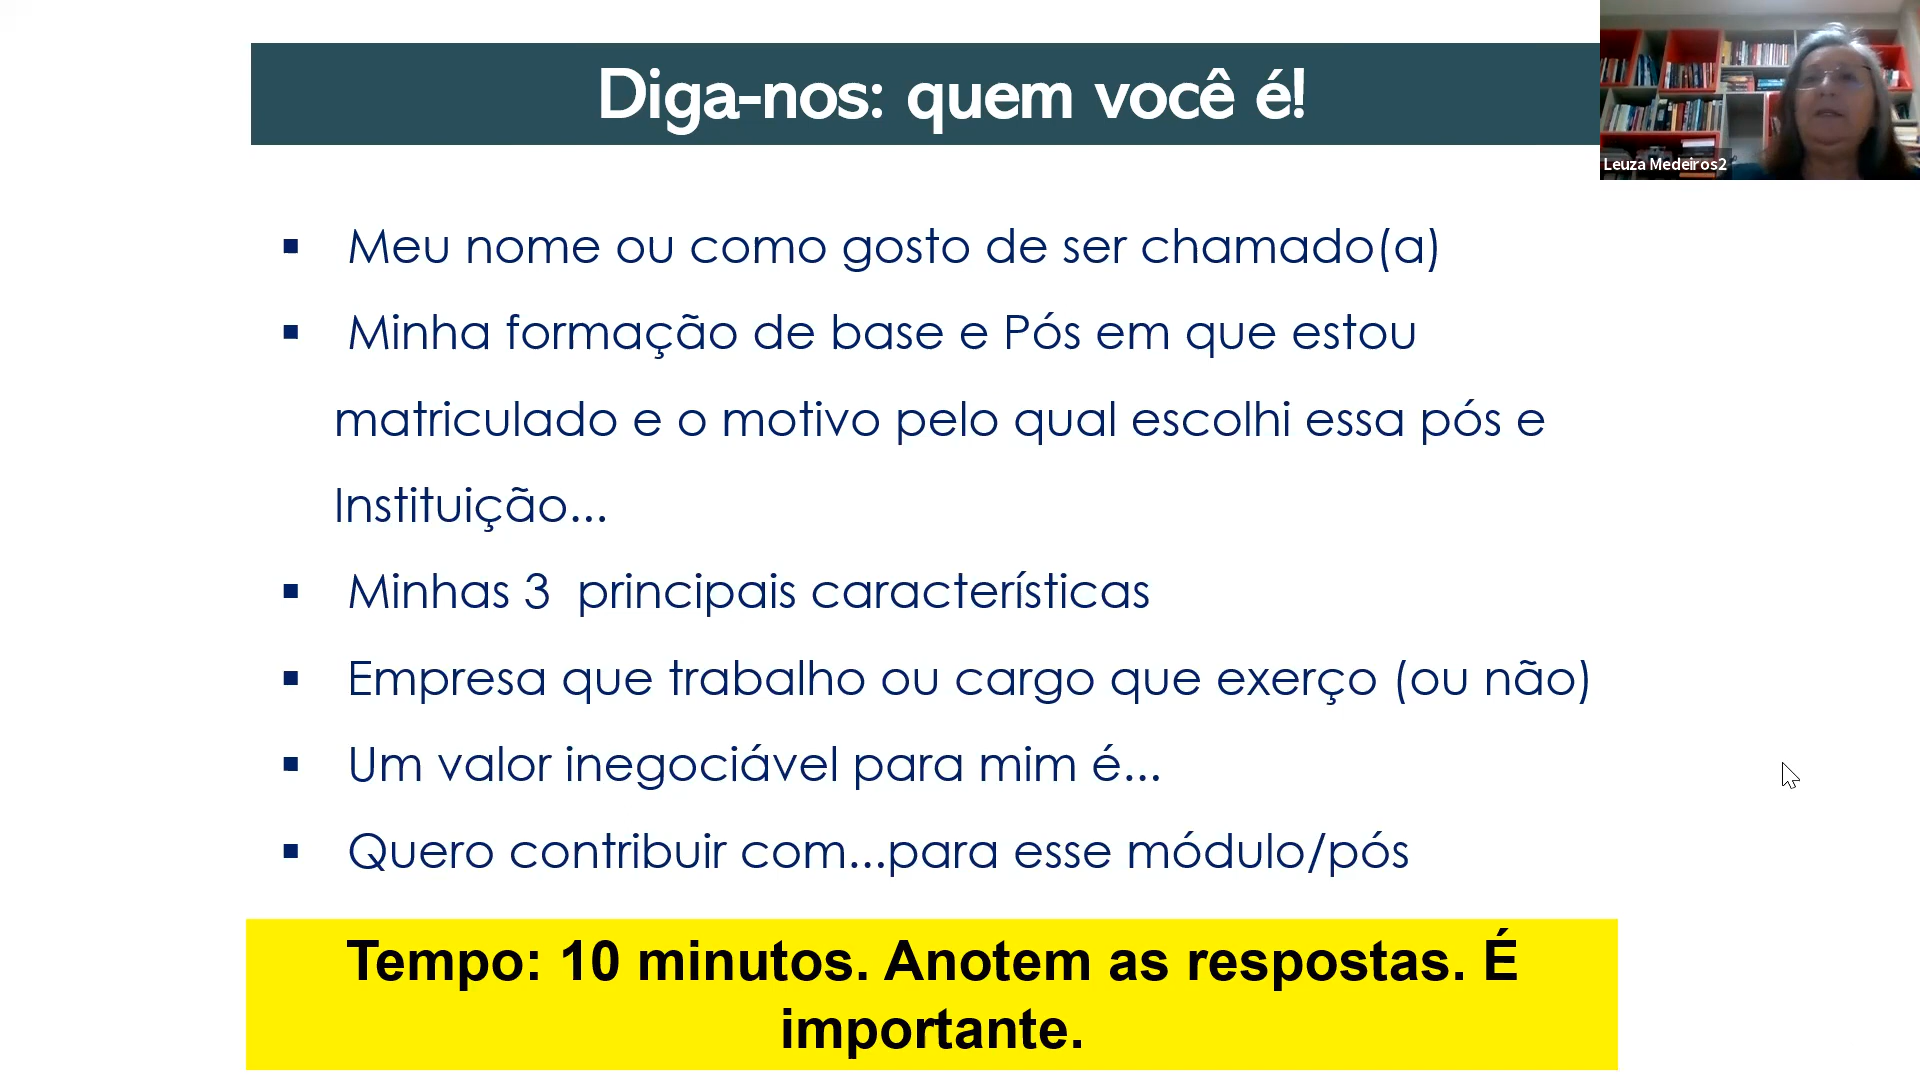 Diga-nos: quem você é!
Leuza Medeiros2
▪ Meu nome ou como gosto de ser chamado(a)
▪ Minha formação de base e Pós em que estou
matriculado e o motivo pelo qual escolhi essa pós e
Instituição...
▪ Minhas 3 principais características
▪ Empresa que trabalho ou cargo que exerço (ou não)
▪ Um valor inegociável para mim é...
▪ Quero contribuir com...para esse módulo/pós
Tempo: 10 minutos. Anotem as respostas. É
importante.